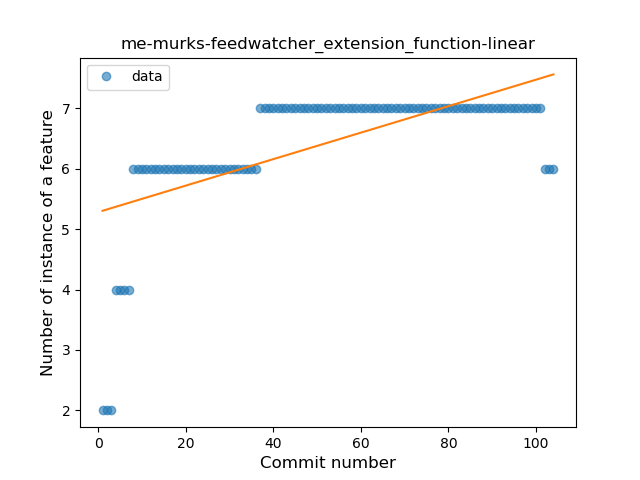 me-murks-feedwatcher_extension_function-linear
data
Number of instance of a feature
7
6
5
4
3
2
0 20 40 60 80 100
Commit number